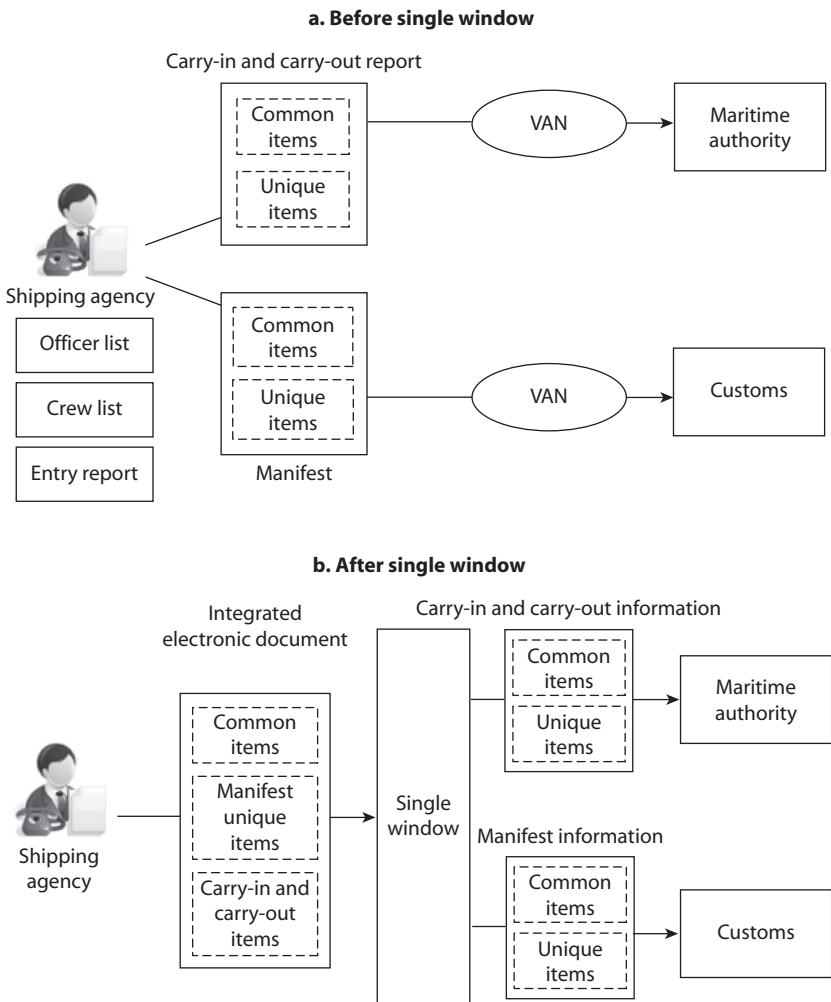 a. Before single window
Carry-in and carry-out report
Common
items
Unique
items
VAN
Maritime
authority
Shipping agency
Officer list
Crew list
Entry report
Common
items
Unique
items
Manifest
VAN
Customs
b. After single window
Integrated
electronic document
Common
items
Manifest
unique
items
Carry-in and
carry-out
items
Shipping
agency
Single
window
Carry-in and carry-out information
Common
items
Unique
items
Maritime
authority
Manifest information
Common
items
Unique
items
Customs